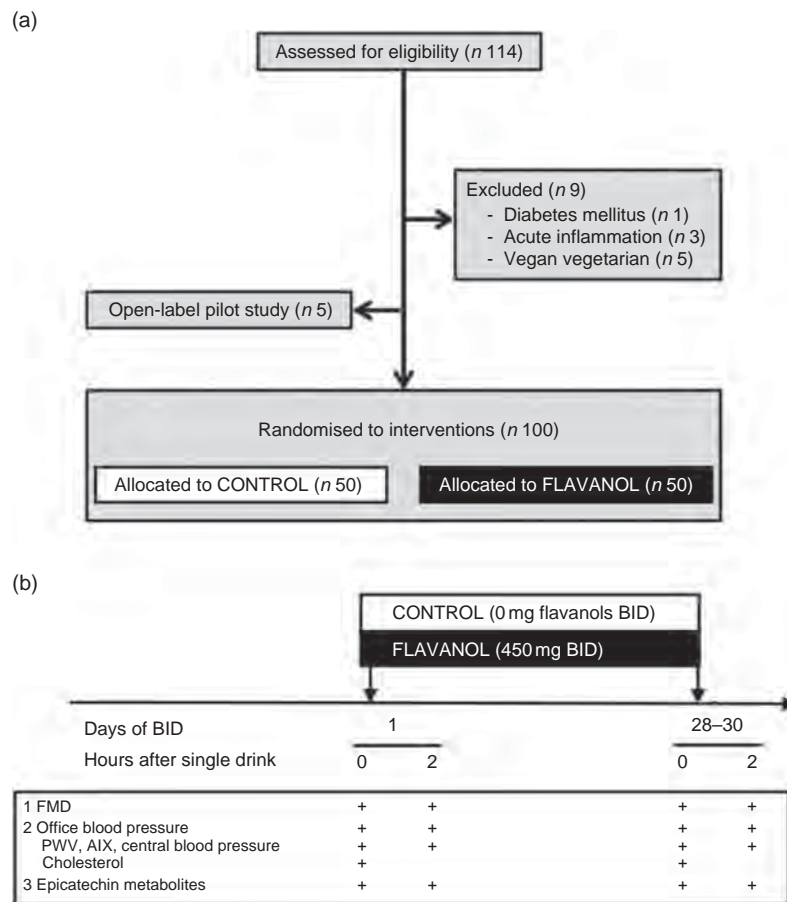 (a)
Assessed for eligibility (n 114)
Excluded (n 9)
- Diabetes mellitus (n 1)
- Acute inflammation (n 3)
- Vegan vegetarian (n 5)
Open-label pilot study (n 5)
Randomised to interventions (n 100)
Allocated to CONTROL (n 50)
Allocated to FLAVANOL (n 50)
(b)
CONTROL (0 mg flavanols BID)
FLAVANOL (450 mg BID)
Days of BID 1 28–30
Hours after single drink 0 2 0 2
1 FMD + + + +
2 Office blood pressure + + + +
PWV, AIX, central blood pressure + + + +
Cholesterol + +
3 Epicatechin metabolites + + + +